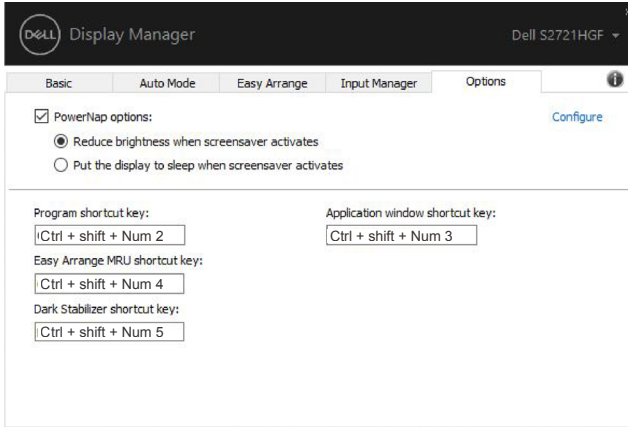 DELL Display Manager
Dell S2721HGF
Basic Auto Mode Easy Arrange Input Manager Options
PowerNap options: Configure
Reduce brightness when screensaver activates
Put the display to sleep when screensaver activates
Program shortcut key: Application window shortcut key:
Ctrl + shift + Num 2 Ctrl + shift + Num 3
Easy Arrange MRU shortcut key:
Ctrl + shift + Num 4
Dark Stabilizer shortcut key:
Ctrl + shift + Num 5